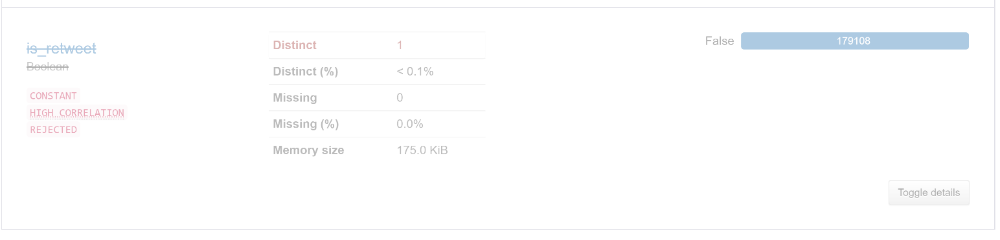 is_retweet
Boolean
CONSTANT
HIGH CORRELATION
REJECTED
Distinct 1
Distinct (%) < 0.1%
Missing 0
Missing (%) 0.0%
Memory size 175.0 KiB
False 179108
Toggle details